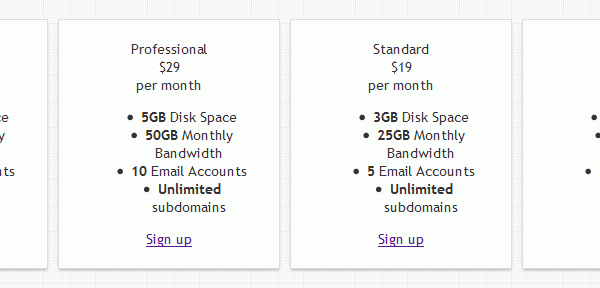 Professional
$29
per month
5GB Disk Space
50GB Monthly
Bandwidth
10 Email Accounts
Unlimited
subdomains
Sign up
Standard
$19
per month
3GB Disk Space
25GB Monthly
Bandwidth
5 Email Accounts
Unlimited
subdomains
Sign up